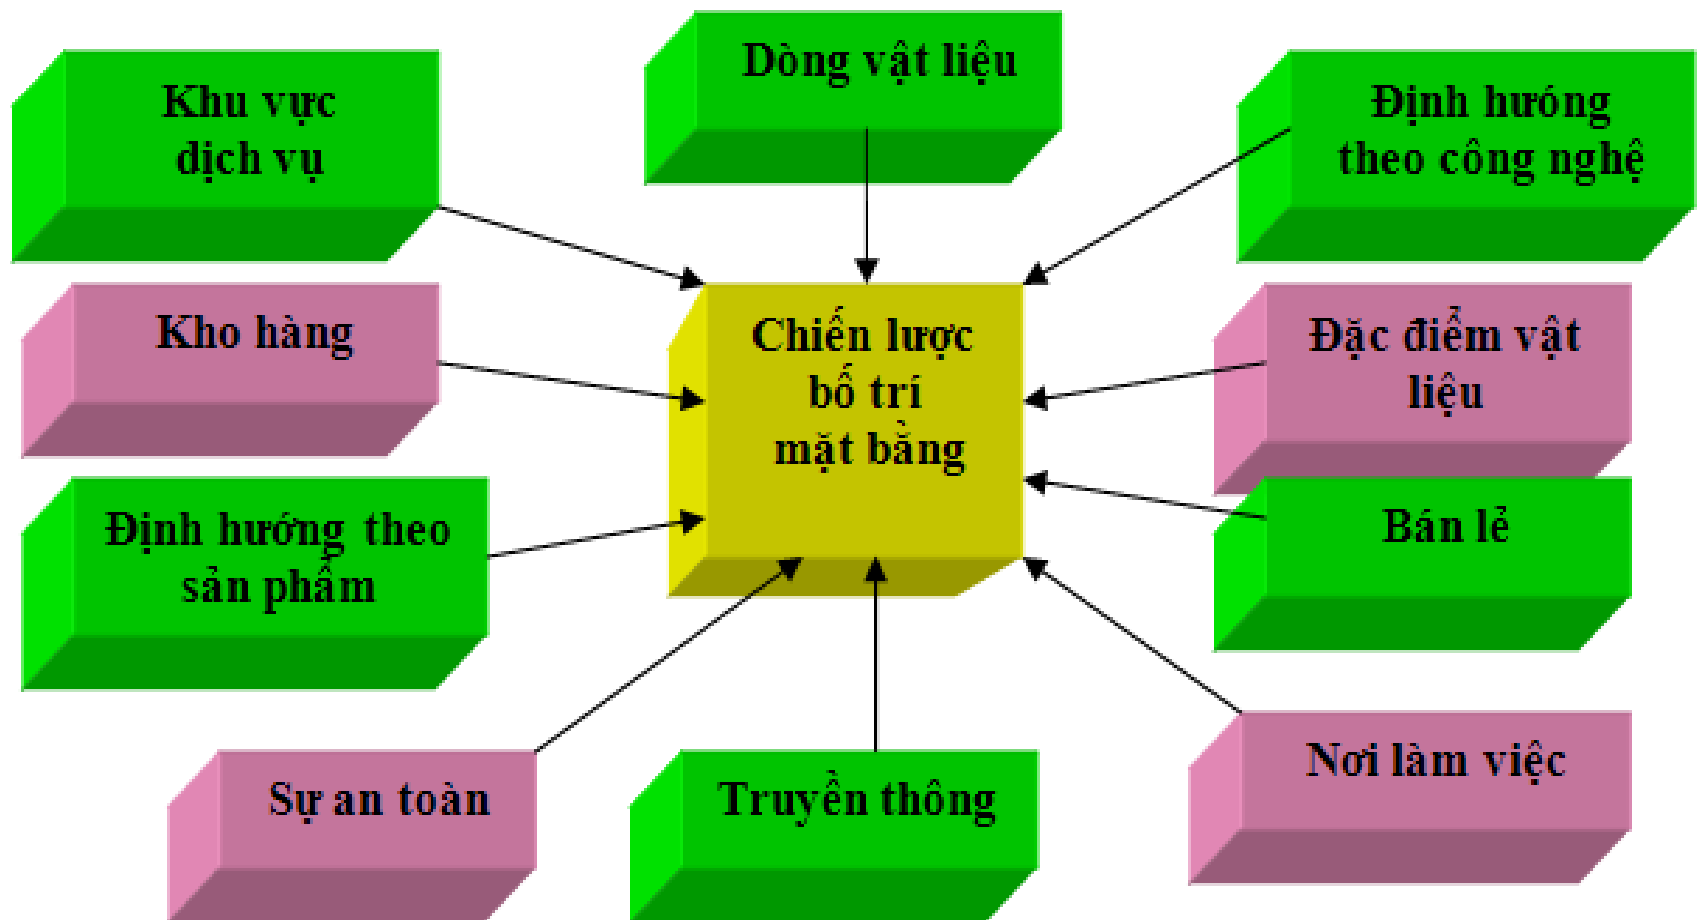 Dòng vật liệu
Khu vực
dịch vụ
Định hướng
theo công nghệ
Kho hàng
Chiến lược
bố trí
mặt bằng
Đặc điểm vật
liệu
Định hướng theo
sản phẩm
Bán lẻ
Sự an toàn
Truyền thông
Nơi làm việc